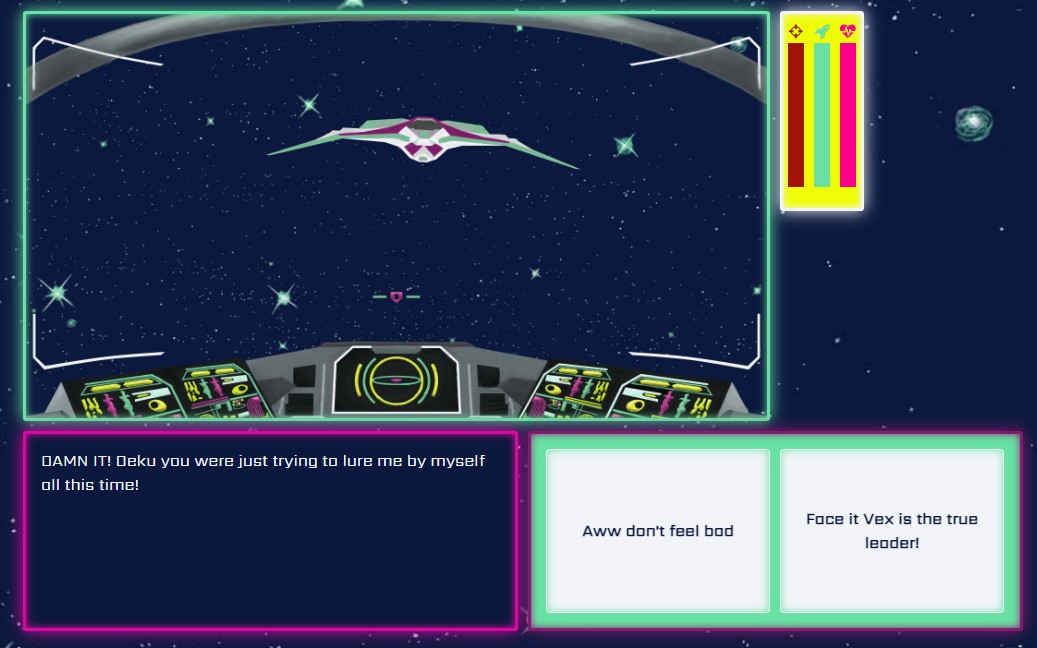 DAMN IT! Deku you were just trying to lure me by myself
all this time!
Aww don't feel bad
Face it Vex is the true
leader!